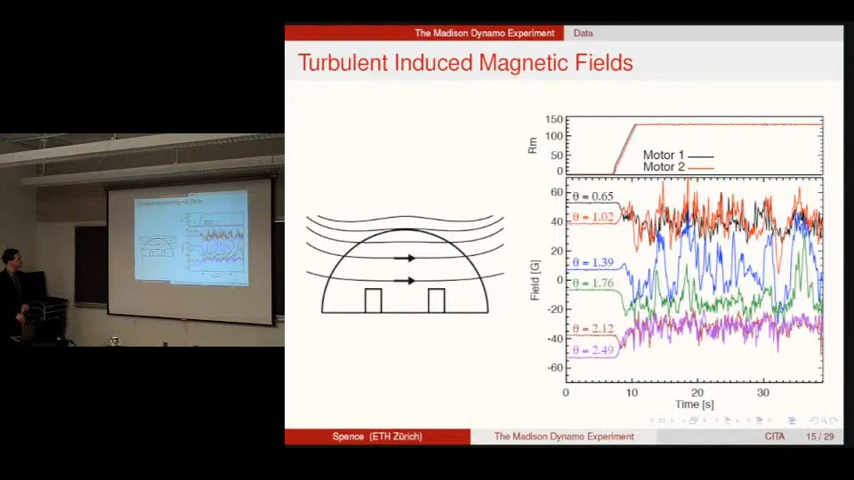 The Madison Dynamo Experiment Data
Turbulent Induced Magnetic Fields
150
100
50
0
Rm
Motor 1
Motor 2
60
40
20
0
-20
-40
-60
Field [G]
θ = 0.65
θ = 1.02
θ = 1.39
θ = 1.76
θ = 2.12
θ = 2.49
0 10 20 30
Time [s]
Spence (ETH Zürich) The Madison Dynamo Experiment CITA 15 / 29